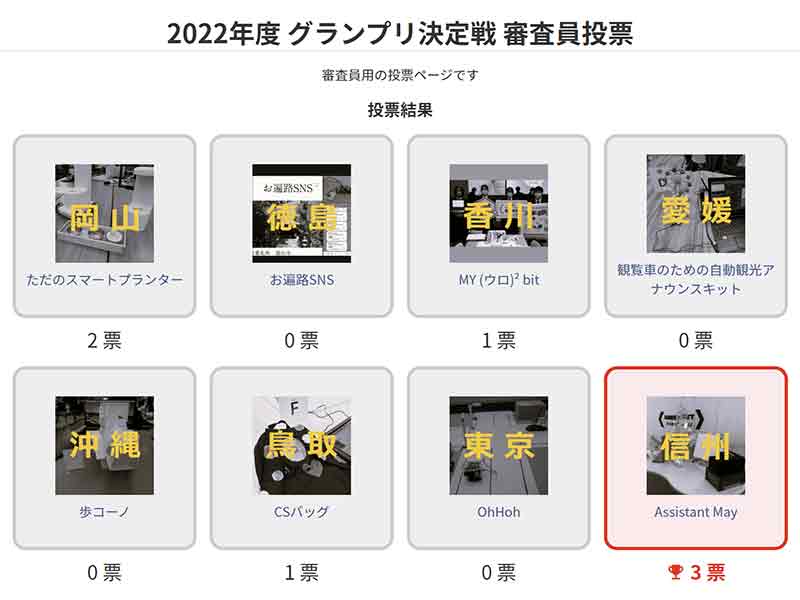 2022年度 グランプリ決定戦 審査員投票
審査員用の投票ページです
投票結果
岡山
お遍路SNS
徳島
香川
愛媛
ただのスマートプランター
お遍路SNS
MY (ウロ)² bit
観覧車のための自動観光ア
ナウンスキット
2 票
0 票
1 票
0 票
沖縄
F
鳥取
東京
信州
歩コーノ
CSバッグ
OhHoh
Assistant May
0 票
1 票
0 票
3 票